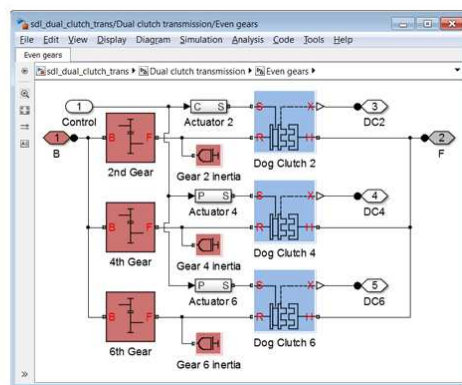 sdl_dual_clutch_trans/Dual clutch transmission/Even gears
File Edit View Display Diagram Simulation Analysis Code Tools Help
Even gears
sdl_dual_clutch_trans Dual clutch transmission Even gears
1
Control
C S
Actuator 2
S X
R H
Dog Clutch 2
3
DC2
1
B
B F
2nd Gear
Gear 2 inertia
2
F
P S
Actuator 4
S X
R H
Dog Clutch 4
4
DC4
B F
4th Gear
Gear 4 inertia
P S
Actuator 6
S X
R H
Dog Clutch 6
5
DC6
B F
6th Gear
Gear 6 inertia